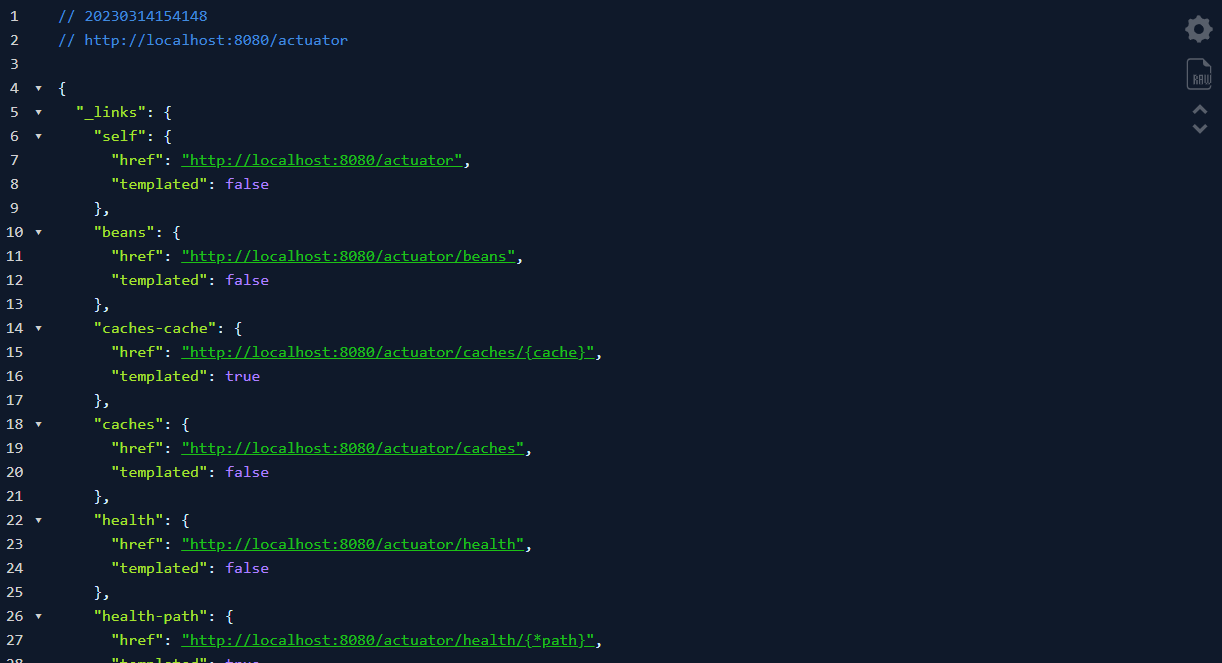 1 // 20230314154148
2 // http://localhost:8080/actuator
3
4 {
5 "_links": {
6 "self": {
7 "href": "http://localhost:8080/actuator",
8 "templated": false
9 },
10 "beans": {
11 "href": "http://localhost:8080/actuator/beans",
12 "templated": false
13 },
14 "caches-cache": {
15 "href": "http://localhost:8080/actuator/caches/{cache}",
16 "templated": true
17 },
18 "caches": {
19 "href": "http://localhost:8080/actuator/caches",
20 "templated": false
21 },
22 "health": {
23 "href": "http://localhost:8080/actuator/health",
24 "templated": false
25 },
26 "health-path": {
27 "href": "http://localhost:8080/actuator/health/{*path}",
28 "templated": true
RAW